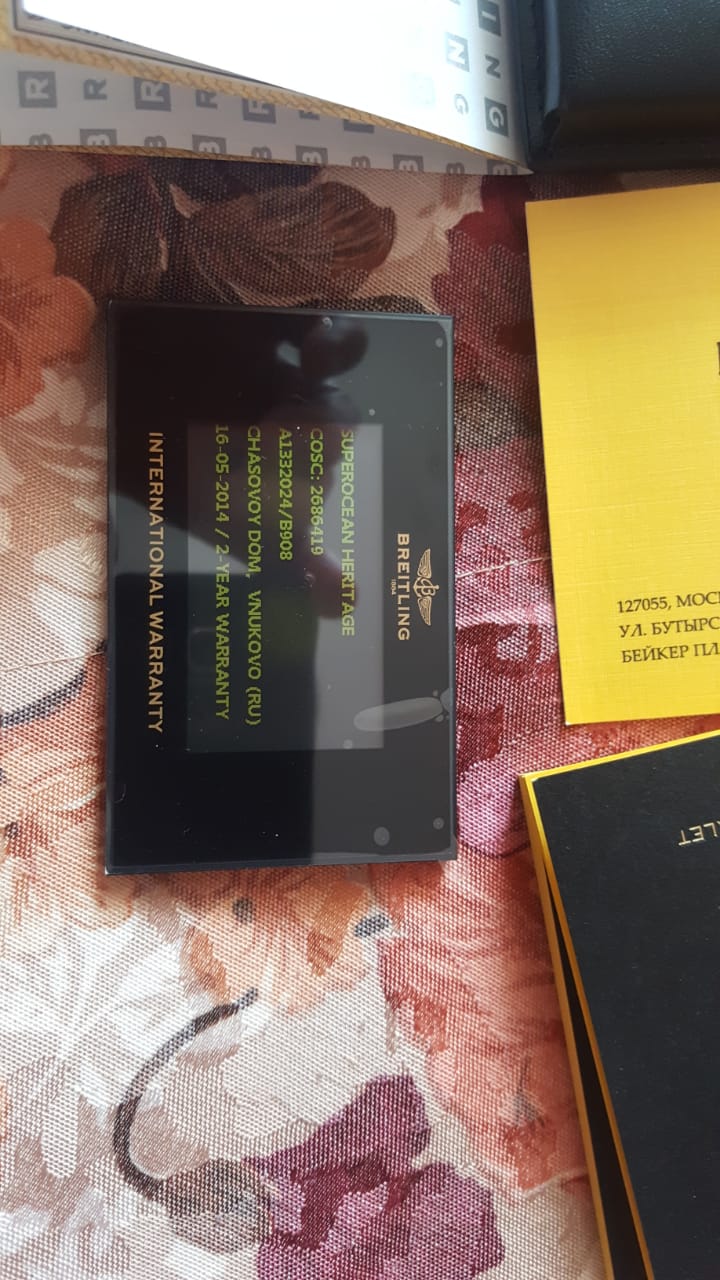 BREITLING
1884
SUPEROCEAN HERITAGE
COSC: 2686419
A1332024/B908
CHASOVOY DOM, VNUKOVO (RU)
16-05-2014 / 2-YEAR WARRANTY
INTERNATIONAL WARRANTY
127055, МОС
УЛ. БУТЫРС
БЕЙКЕР ПЛ